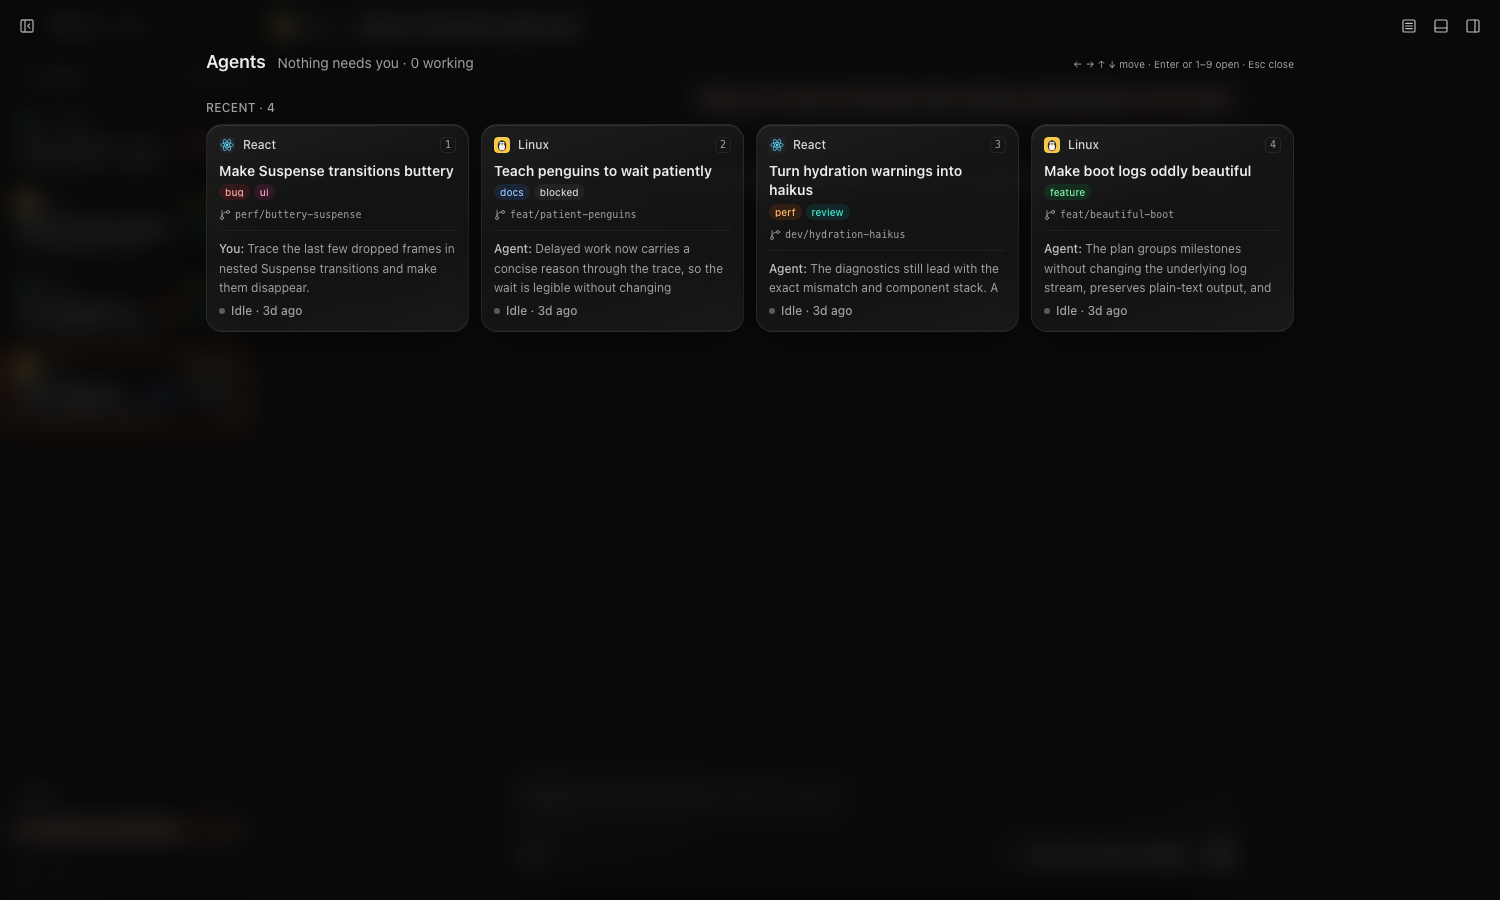 Agents Nothing needs you · 0 working
← → ↑ ↓ move · Enter or 1–9 open · Esc close
RECENT · 4
React 1
Make Suspense transitions buttery
bug ui
perf/buttery-suspense
You: Trace the last few dropped frames in
nested Suspense transitions and make
them disappear.
Idle · 3d ago
Linux 2
Teach penguins to wait patiently
docs blocked
feat/patient-penguins
Agent: Delayed work now carries a
concise reason through the trace, so the
wait is legible without changing
Idle · 3d ago
React 3
Turn hydration warnings into
haikus
perf review
dev/hydration-haikus
Agent: The diagnostics still lead with the
exact mismatch and component stack. A
Idle · 3d ago
Linux 4
Make boot logs oddly beautiful
feature
feat/beautiful-boot
Agent: The plan groups milestones
without changing the underlying log
stream, preserves plain-text output, and
Idle · 3d ago